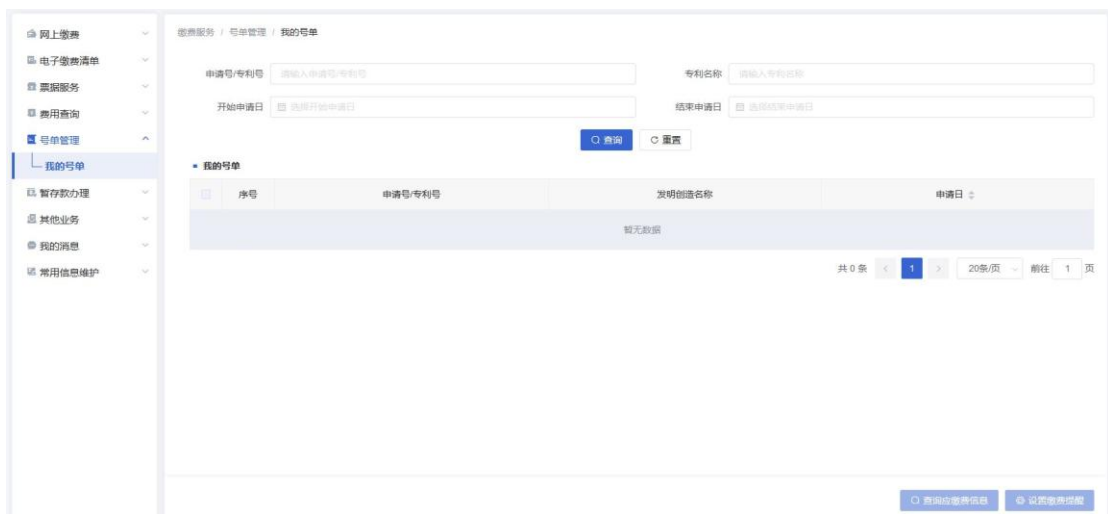 网上缴费
电子缴费清单
票据服务
费用查询
号单管理
我的号单
暂存款办理
其他业务
我的消息
常用信息维护
缴费服务 / 号单管理 / 我的号单
申请号/专利号 请输入申请号/专利号 专利名称 请输入专利名称
开始申请日 选择开始申请日 结束申请日 选择结束申请日
查询 重置
我的号单
序号 申请号/专利号 发明创造名称 申请日
暂无数据
共 0 条 < 1 > 20条/页 前往 1 页
查询应缴费信息 设置缴费提醒